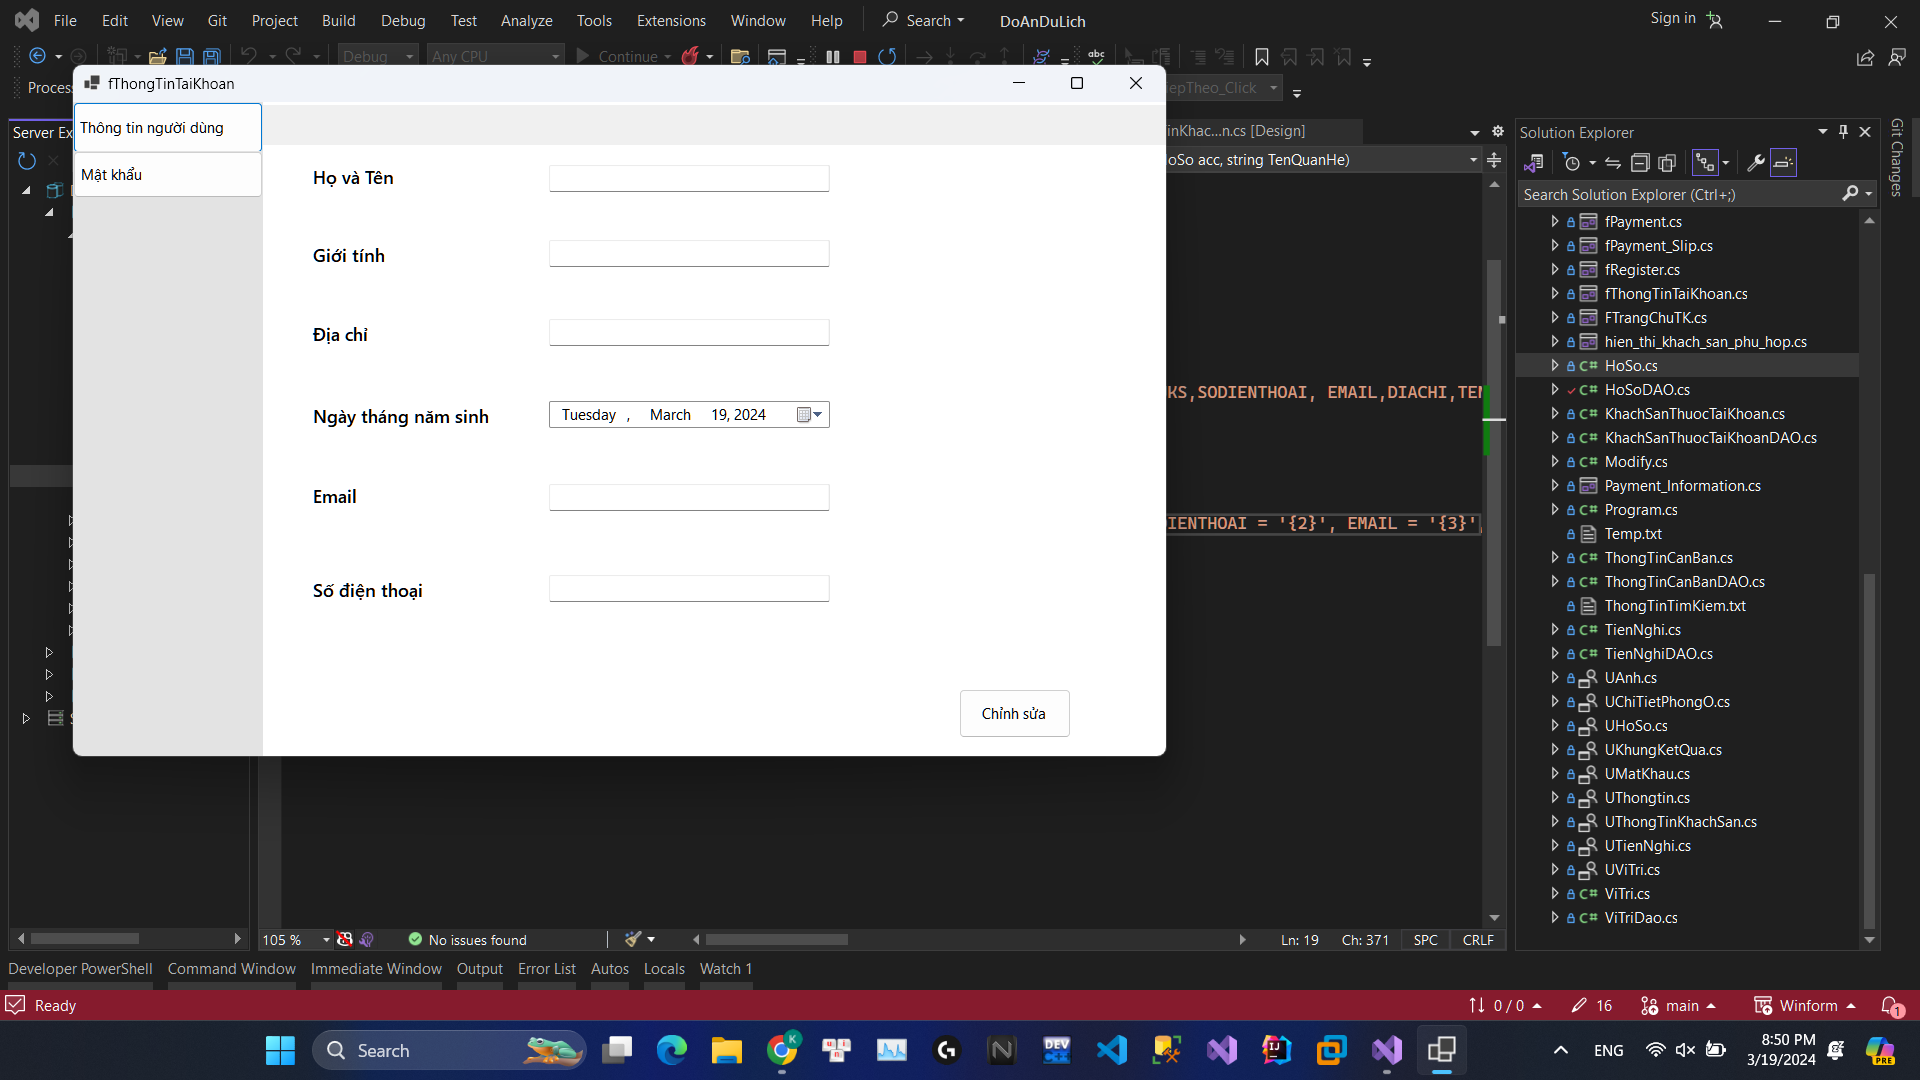 File Edit View Git Project Build Debug Test Analyze Tools Extensions Window Help Search DoAnDuLich Sign in
Debug Any CPU Continue
Process
iepTheo_Click
fThongTinTaiKhoan
Thông tin người dùng
Mật khẩu
Họ và Tên
Giới tính
Địa chỉ
Ngày tháng năm sinh
Tuesday , March 19, 2024
Email
Số điện thoại
Chỉnh sửa
Server Ex
inKhac...n.cs [Design]
oSo acc, string TenQuanHe)
KS,SODIENTHOAI, EMAIL,DIACHI,TEN
DIENTHOAI = '{2}', EMAIL = '{3}'
Solution Explorer
Search Solution Explorer (Ctrl+;)
fPayment.cs
fPayment_Slip.cs
fRegister.cs
fThongTinTaiKhoan.cs
FTrangChuTK.cs
hien_thi_khach_san_phu_hop.cs
HoSo.cs
HoSoDAO.cs
KhachSanThuocTaiKhoan.cs
KhachSanThuocTaiKhoanDAO.cs
Modify.cs
Payment_Information.cs
Program.cs
Temp.txt
ThongTinCanBan.cs
ThongTinCanBanDAO.cs
ThongTinTimKiem.txt
TienNghi.cs
TienNghiDAO.cs
UAnh.cs
UChiTietPhongO.cs
UHoSo.cs
UKhungKetQua.cs
UMatKhau.cs
UThongtin.cs
UThongTinKhachSan.cs
UTienNghi.cs
UViTri.cs
ViTri.cs
ViTriDao.cs
Git Changes
105 % No issues found Ln: 19 Ch: 371 SPC CRLF
Developer PowerShell Command Window Immediate Window Output Error List Autos Locals Watch 1
Ready 0 / 0 16 main Winform 1
Search ENG 8:50 PM
3/19/2024